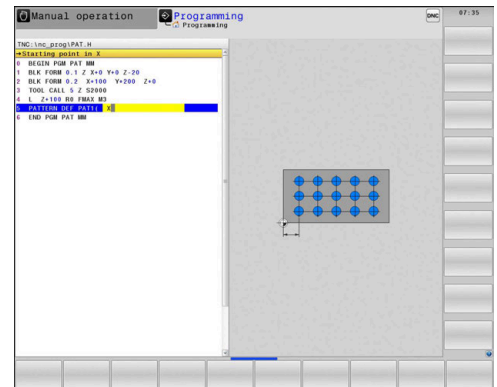 Manual operation
Programming
Programming
DNC
07:35
TNC:\nc_prog\PAT.H
→Starting point in X
0 BEGIN PGM PAT MM
1 BLK FORM 0.1 Z X+0 Y+0 Z-20
2 BLK FORM 0.2 X+100 Y+200 Z+0
3 TOOL CALL 5 Z S2000
4 L Z+100 R0 FMAX M3
5 PATTERN DEF PAT1( X
6 END PGM PAT MM